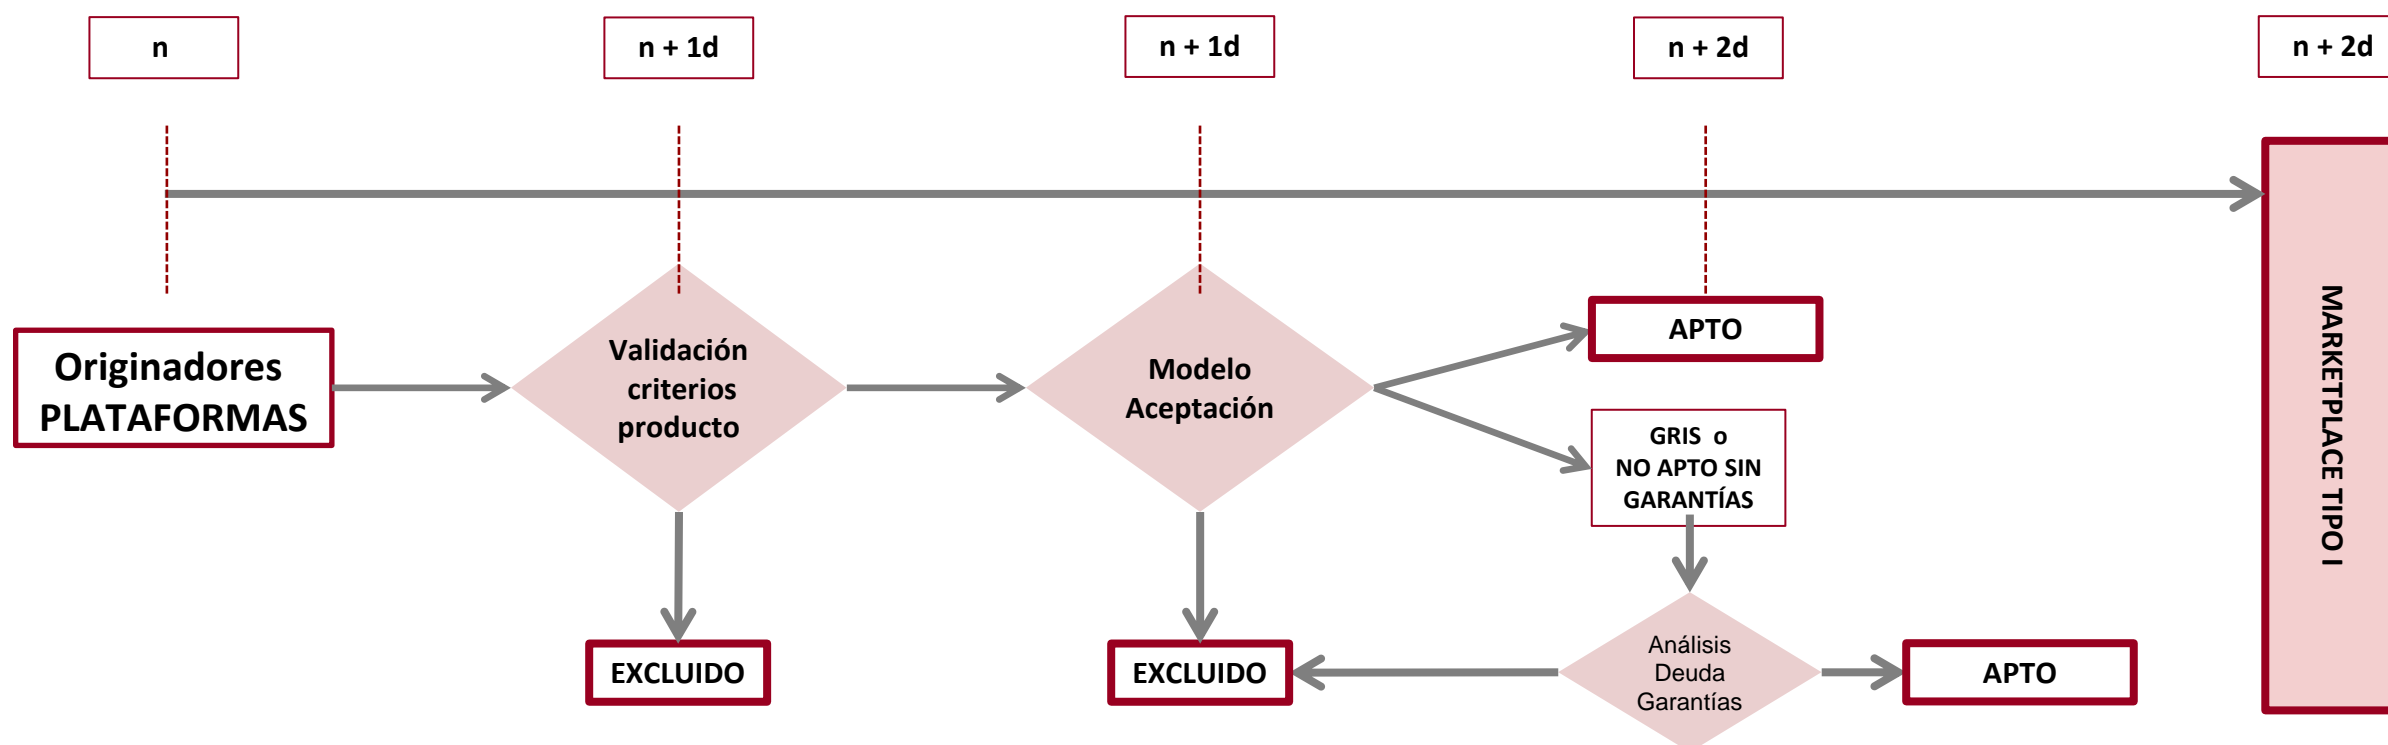 n
n + 1d
n + 1d
n + 2d
n + 2d
Originadores
PLATAFORMAS
Validación
criterios
producto
Modelo
Aceptación
APTO
GRIS o
NO APTO SIN
GARANTÍAS
MARKETPLACE TIPO I
EXCLUIDO
EXCLUIDO
Análisis
Deuda
Garantías
APTO